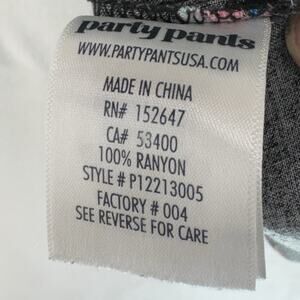 party pants
WWW.PARTYPANTSUSA.COM
MADE IN CHINA
RN# 152647
CA# 53400
100% RANYON
STYLE # P12213005
FACTORY # 004
SEE REVERSE FOR CARE